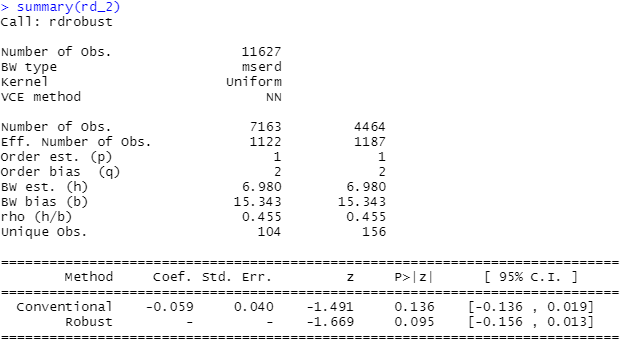 > summary(rd_2)
Call: rdrobust
Number of Obs. 11627
BW type mserd
Kernel Uniform
VCE method NN
Number of Obs. 7163 4464
Eff. Number of Obs. 1122 1187
Order est. (p) 1 1
Order bias (q) 2 2
BW est. (h) 6.980 6.980
BW bias (b) 15.343 15.343
rho (h/b) 0.455 0.455
Unique Obs. 104 156
=============================================================================
Method Coef. Std. Err. z P>|z| [ 95% C.I. ]
=============================================================================
Conventional -0.059 0.040 -1.491 0.136 [-0.136 , 0.019]
Robust - - -1.669 0.095 [-0.156 , 0.013]
=============================================================================